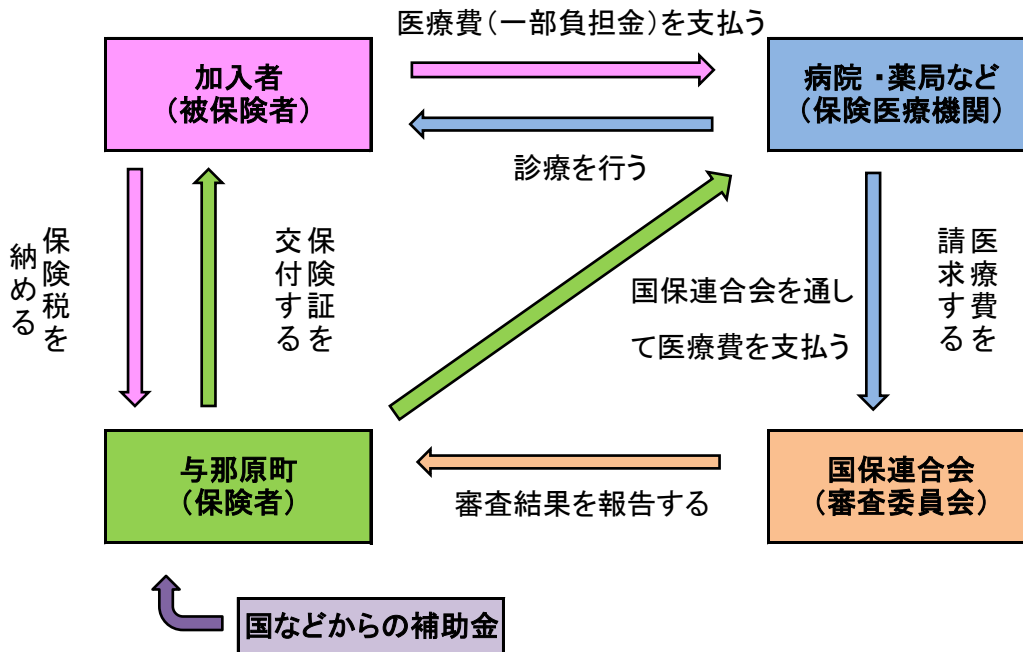 医療費(一部負担金)を支払う
加入者
(被保険者)
病院・薬局など
(保険医療機関)
診療を行う
保険税を
納める
保険証を
交付する
国保連合会を通し
て医療費を支払う
医療費を
請求する
与那原町
(保険者)
審査結果を報告する
国保連合会
(審査委員会)
国などからの補助金